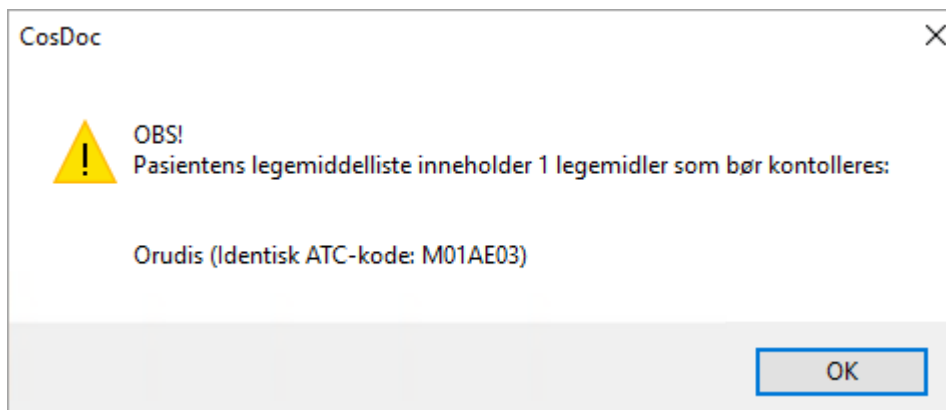 CosDoc
OBS!
Pasientens legemiddelliste inneholder 1 legemidler som bør kontolleres:
Orudis (Identisk ATC-kode: M01AE03)
OK